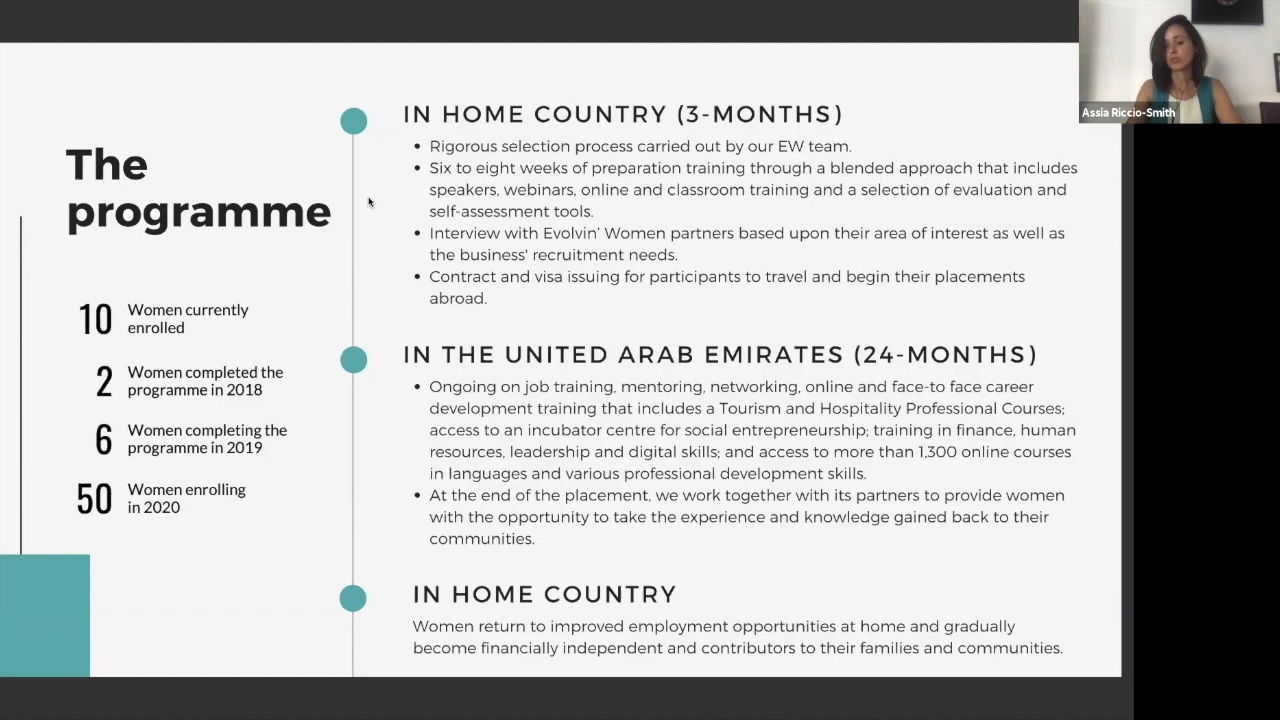 The
programme
10 Women currently
enrolled
2 Women completed the
programme in 2018
6 Women completing the
programme in 2019
50 Women enrolling
in 2020
IN HOME COUNTRY (3-MONTHS)
• Rigorous selection process carried out by our EW team.
• Six to eight weeks of preparation training through a blended approach that includes
speakers, webinars, online and classroom training and a selection of evaluation and
self-assessment tools.
• Interview with Evolvin' Women partners based upon their area of interest as well as
the business' recruitment needs.
• Contract and visa issuing for participants to travel and begin their placements
abroad.
IN THE UNITED ARAB EMIRATES (24-MONTHS)
• Ongoing on job training, mentoring, networking, online and face-to face career
development training that includes a Tourism and Hospitality Professional Courses;
access to an incubator centre for social entrepreneurship; training in finance, human
resources, leadership and digital skills; and access to more than 1,300 online courses
in languages and various professional development skills.
• At the end of the placement, we work together with its partners to provide women
with the opportunity to take the experience and knowledge gained back to their
communities.
IN HOME COUNTRY
Women return to improved employment opportunities at home and gradually
become financially independent and contributors to their families and communities.
Assia Riccio-Smith